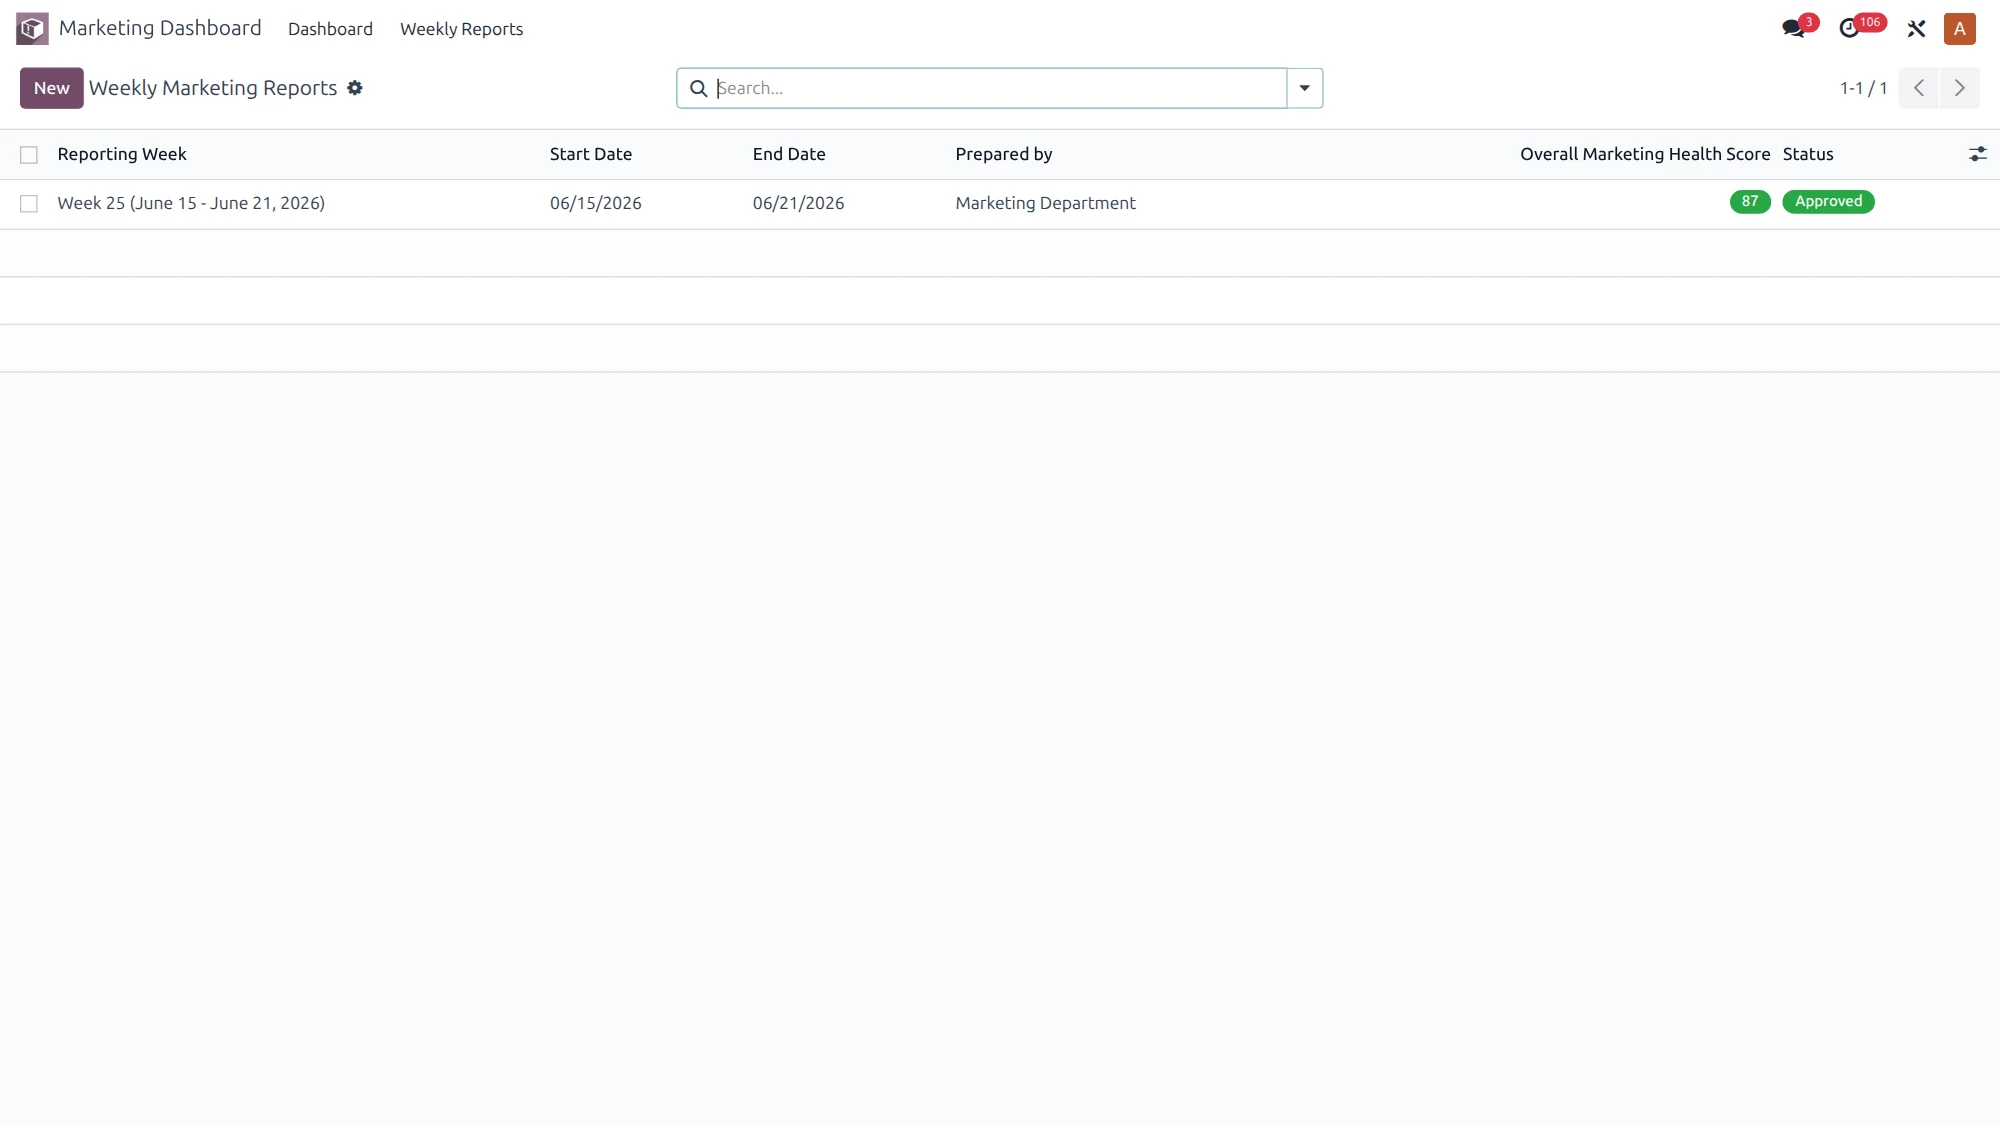 Marketing Dashboard Dashboard Weekly Reports 3 106 A
New Weekly Marketing Reports Search... 1-1 / 1
Reporting Week Start Date End Date Prepared by Overall Marketing Health Score Status
Week 25 (June 15 - June 21, 2026) 06/15/2026 06/21/2026 Marketing Department 87 Approved